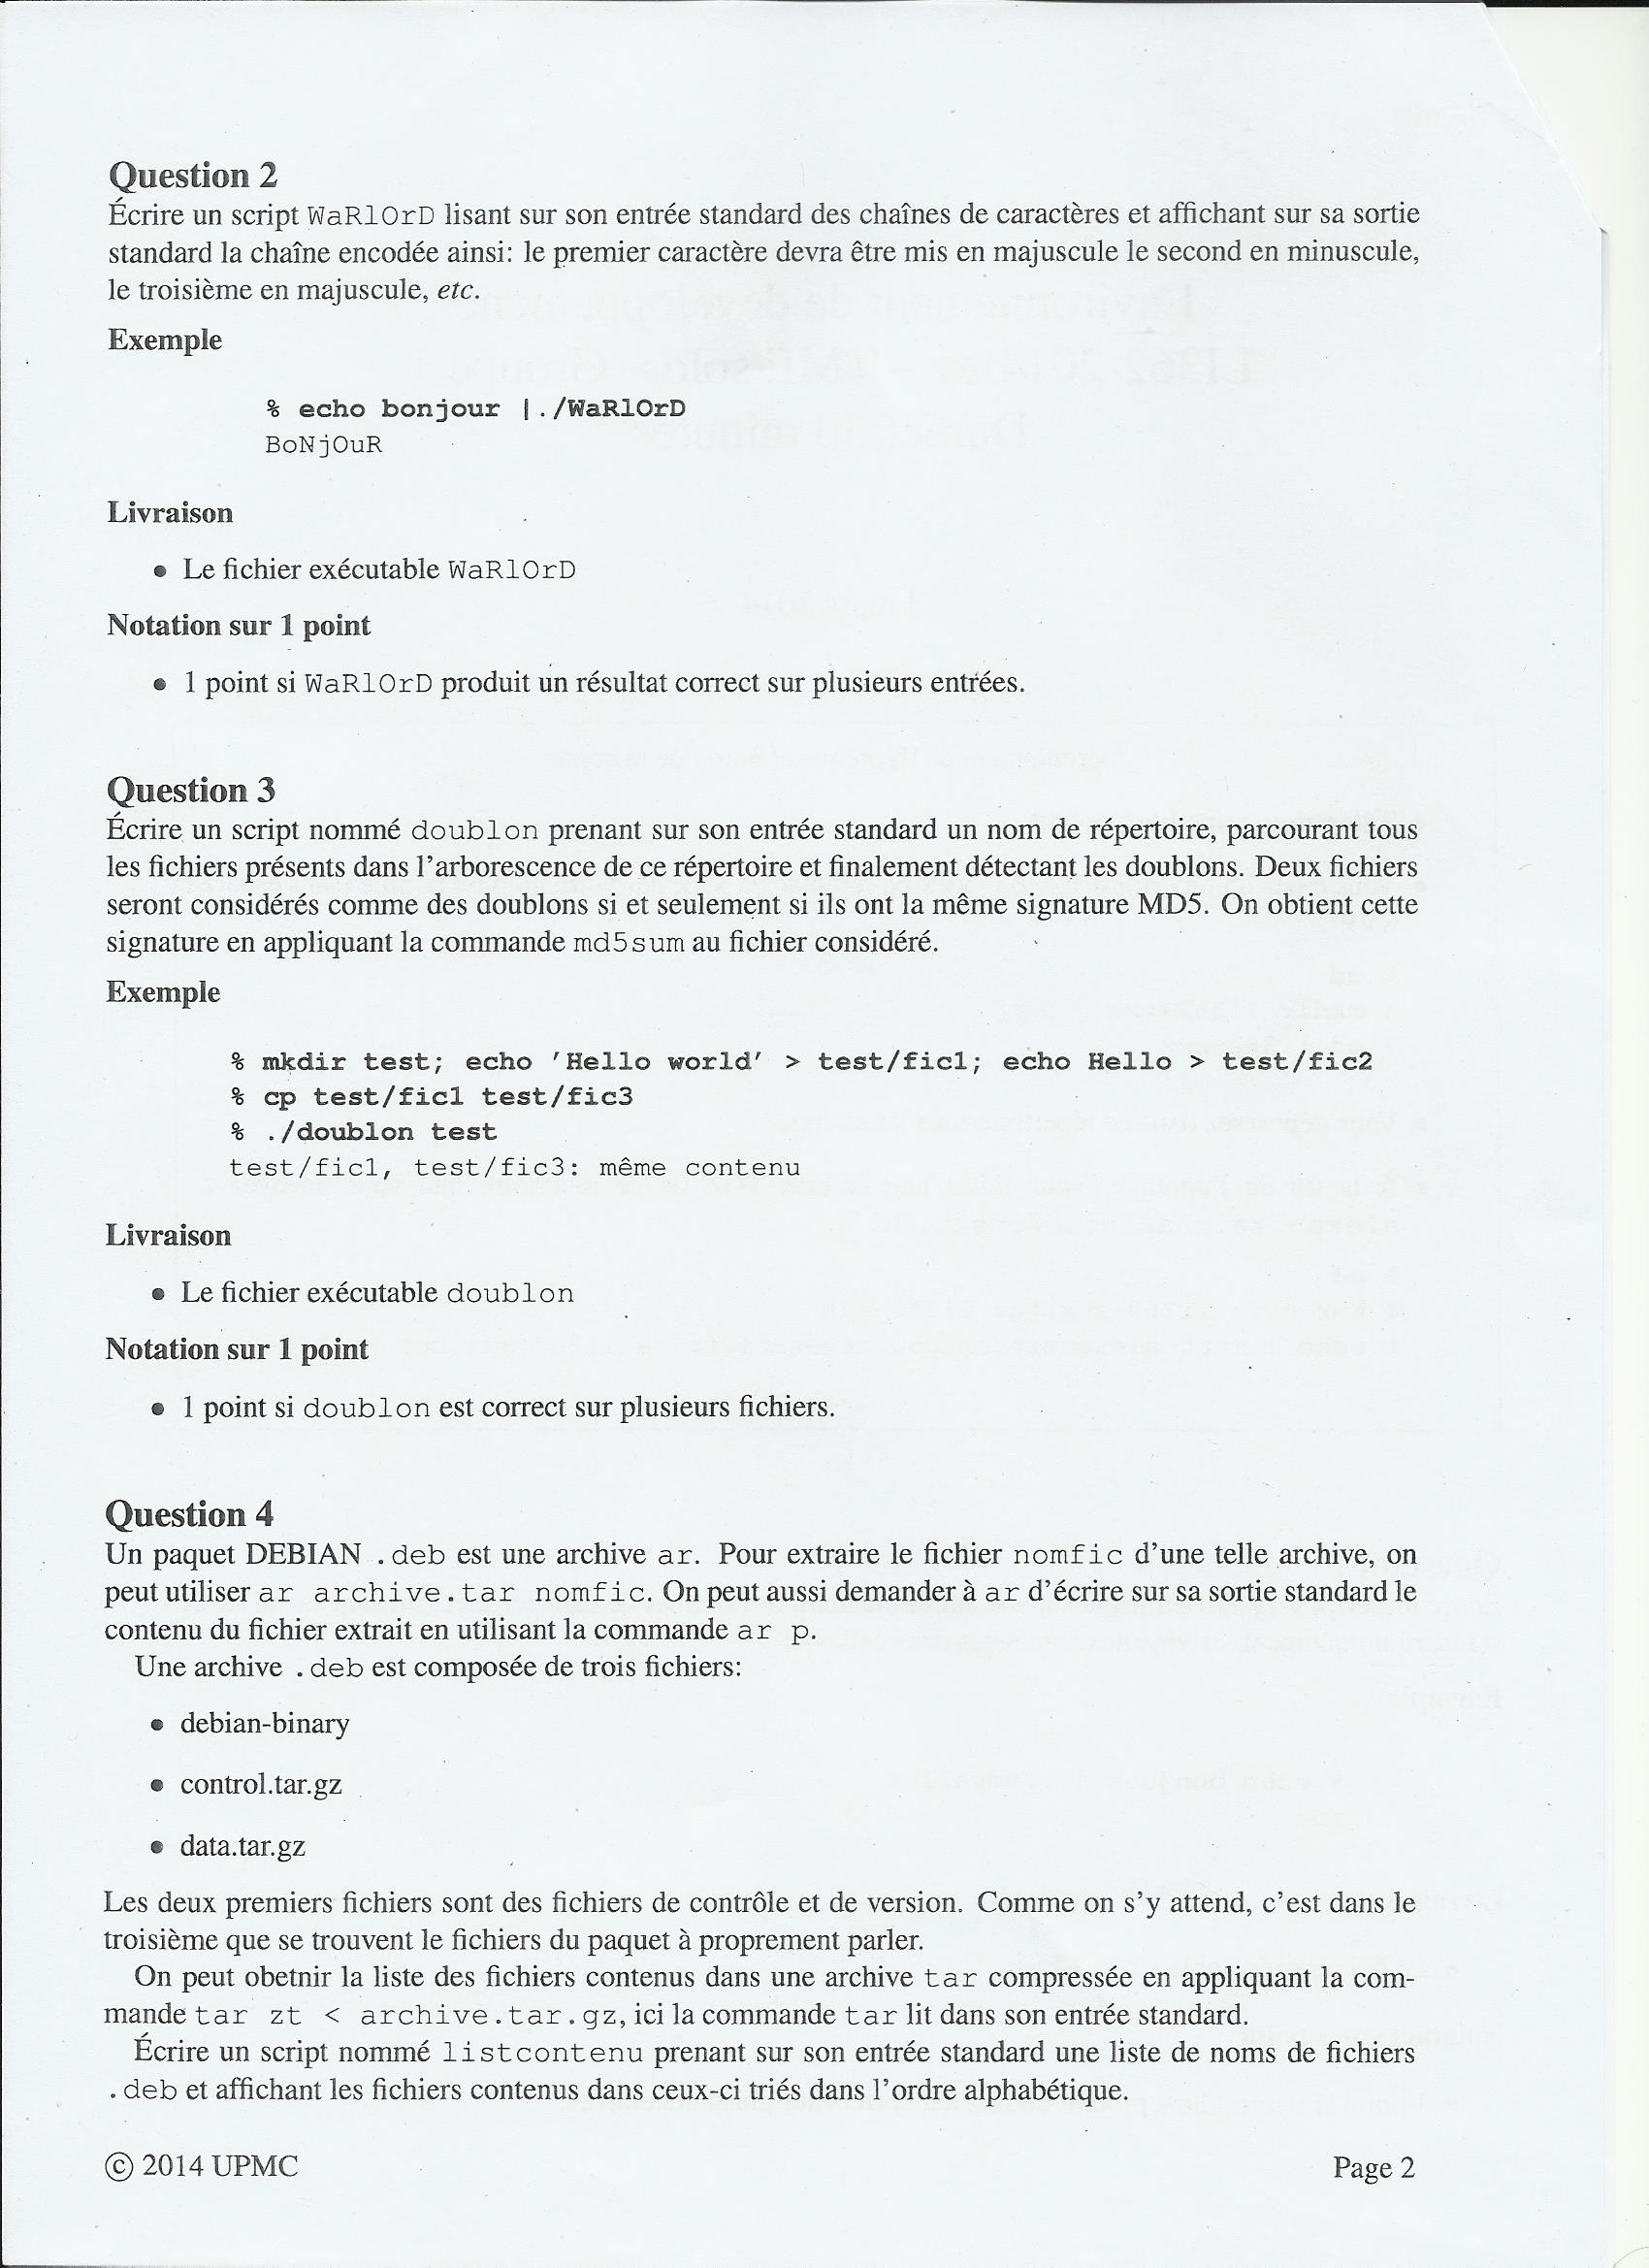 Question 2
Écrire un script WaRlOrD lisant sur son entrée standard des chaînes de caractères et affichant sur sa sortie
standard la chaîne encodée ainsi: le premier caractère devra être mis en majuscule le second en minuscule,
le troisième en majuscule, etc.
Exemple
% echo bonjour |./WaRlOrD
BoNjOuR
Livraison
• Le fichier exécutable WaRlOrD
Notation sur 1 point
• 1 point si WaRlOrD produit un résultat correct sur plusieurs entrées.
Question 3
Écrire un script nommé doublon prenant sur son entrée standard un nom de répertoire, parcourant tous
les fichiers présents dans l'arborescence de ce répertoire et finalement détectant les doublons. Deux fichiers
seront considérés comme des doublons si et seulement si ils ont la même signature MD5. On obtient cette
signature en appliquant la commande md5sum au fichier considéré.
Exemple
% mkdir test; echo 'Hello world' > test/fic1; echo Hello > test/fic2
% cp test/fic1 test/fic3
% ./doublon test
test/fic1, test/fic3: même contenu
Livraison
• Le fichier exécutable doublon
Notation sur 1 point
• 1 point si doublon est correct sur plusieurs fichiers.
Question 4
Un paquet DEBIAN .deb est une archive ar. Pour extraire le fichier nomfic d'une telle archive, on
peut utiliser ar archive.tar nomfic. On peut aussi demander à ar d'écrire sur sa sortie standard le
contenu du fichier extrait en utilisant la commande ar p.
Une archive .deb est composée de trois fichiers:
• debian-binary
• control.tar.gz
• data.tar.gz
Les deux premiers fichiers sont des fichiers de contrôle et de version. Comme on s'y attend, c'est dans le
troisième que se trouvent le fichiers du paquet à proprement parler.
On peut obetnir la liste des fichiers contenus dans une archive tar compressée en appliquant la com-
mande tar zt < archive.tar.gz, ici la commande tar lit dans son entrée standard.
Écrire un script nommé listcontenu prenant sur son entrée standard une liste de noms de fichiers
.deb et affichant les fichiers contenus dans ceux-ci triés dans l'ordre alphabétique.
© 2014 UPMC
Page 2